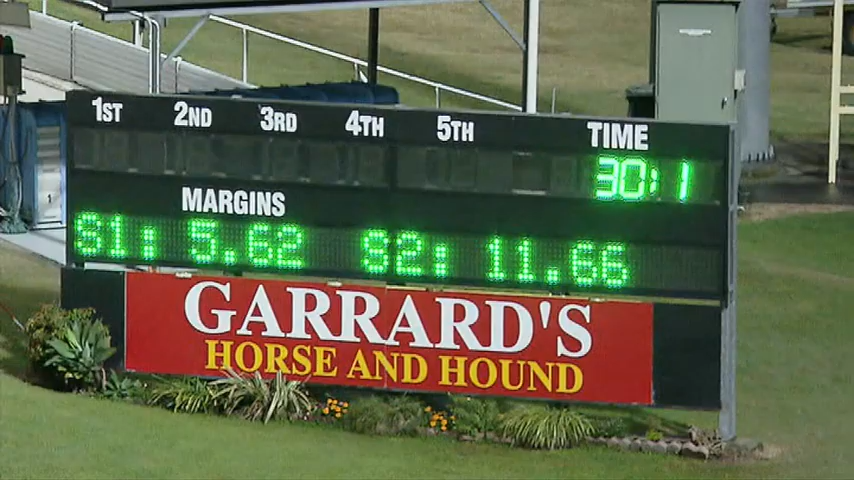 1ST 2ND 3RD 4TH 5TH TIME
30:1
MARGINS
S1: 5.62 S2: 11.66
GARRARD'S
HORSE AND HOUND